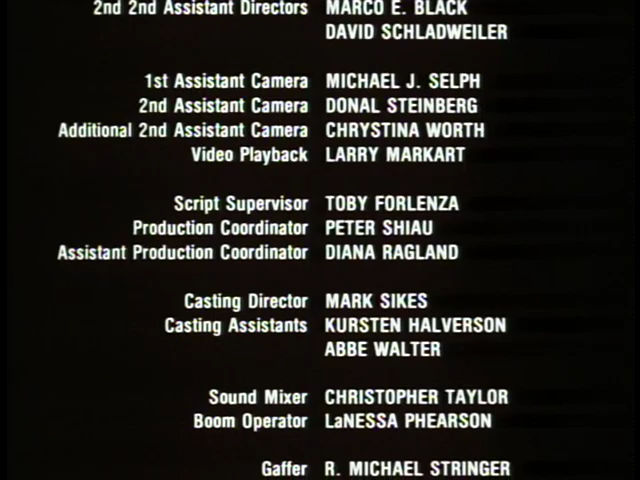 2nd 2nd Assistant Directors MARCO E. BLACK
DAVID SCHLADWEILER
1st Assistant Camera MICHAEL J. SELPH
2nd Assistant Camera DONAL STEINBERG
Additional 2nd Assistant Camera CHRYSTINA WORTH
Video Playback LARRY MARKART
Script Supervisor TOBY FORLENZA
Production Coordinator PETER SHIAU
Assistant Production Coordinator DIANA RAGLAND
Casting Director MARK SIKES
Casting Assistants KURSTEN HALVERSON
ABBE WALTER
Sound Mixer CHRISTOPHER TAYLOR
Boom Operator LaNESSA PHEARSON
Gaffer R. MICHAEL STRINGER